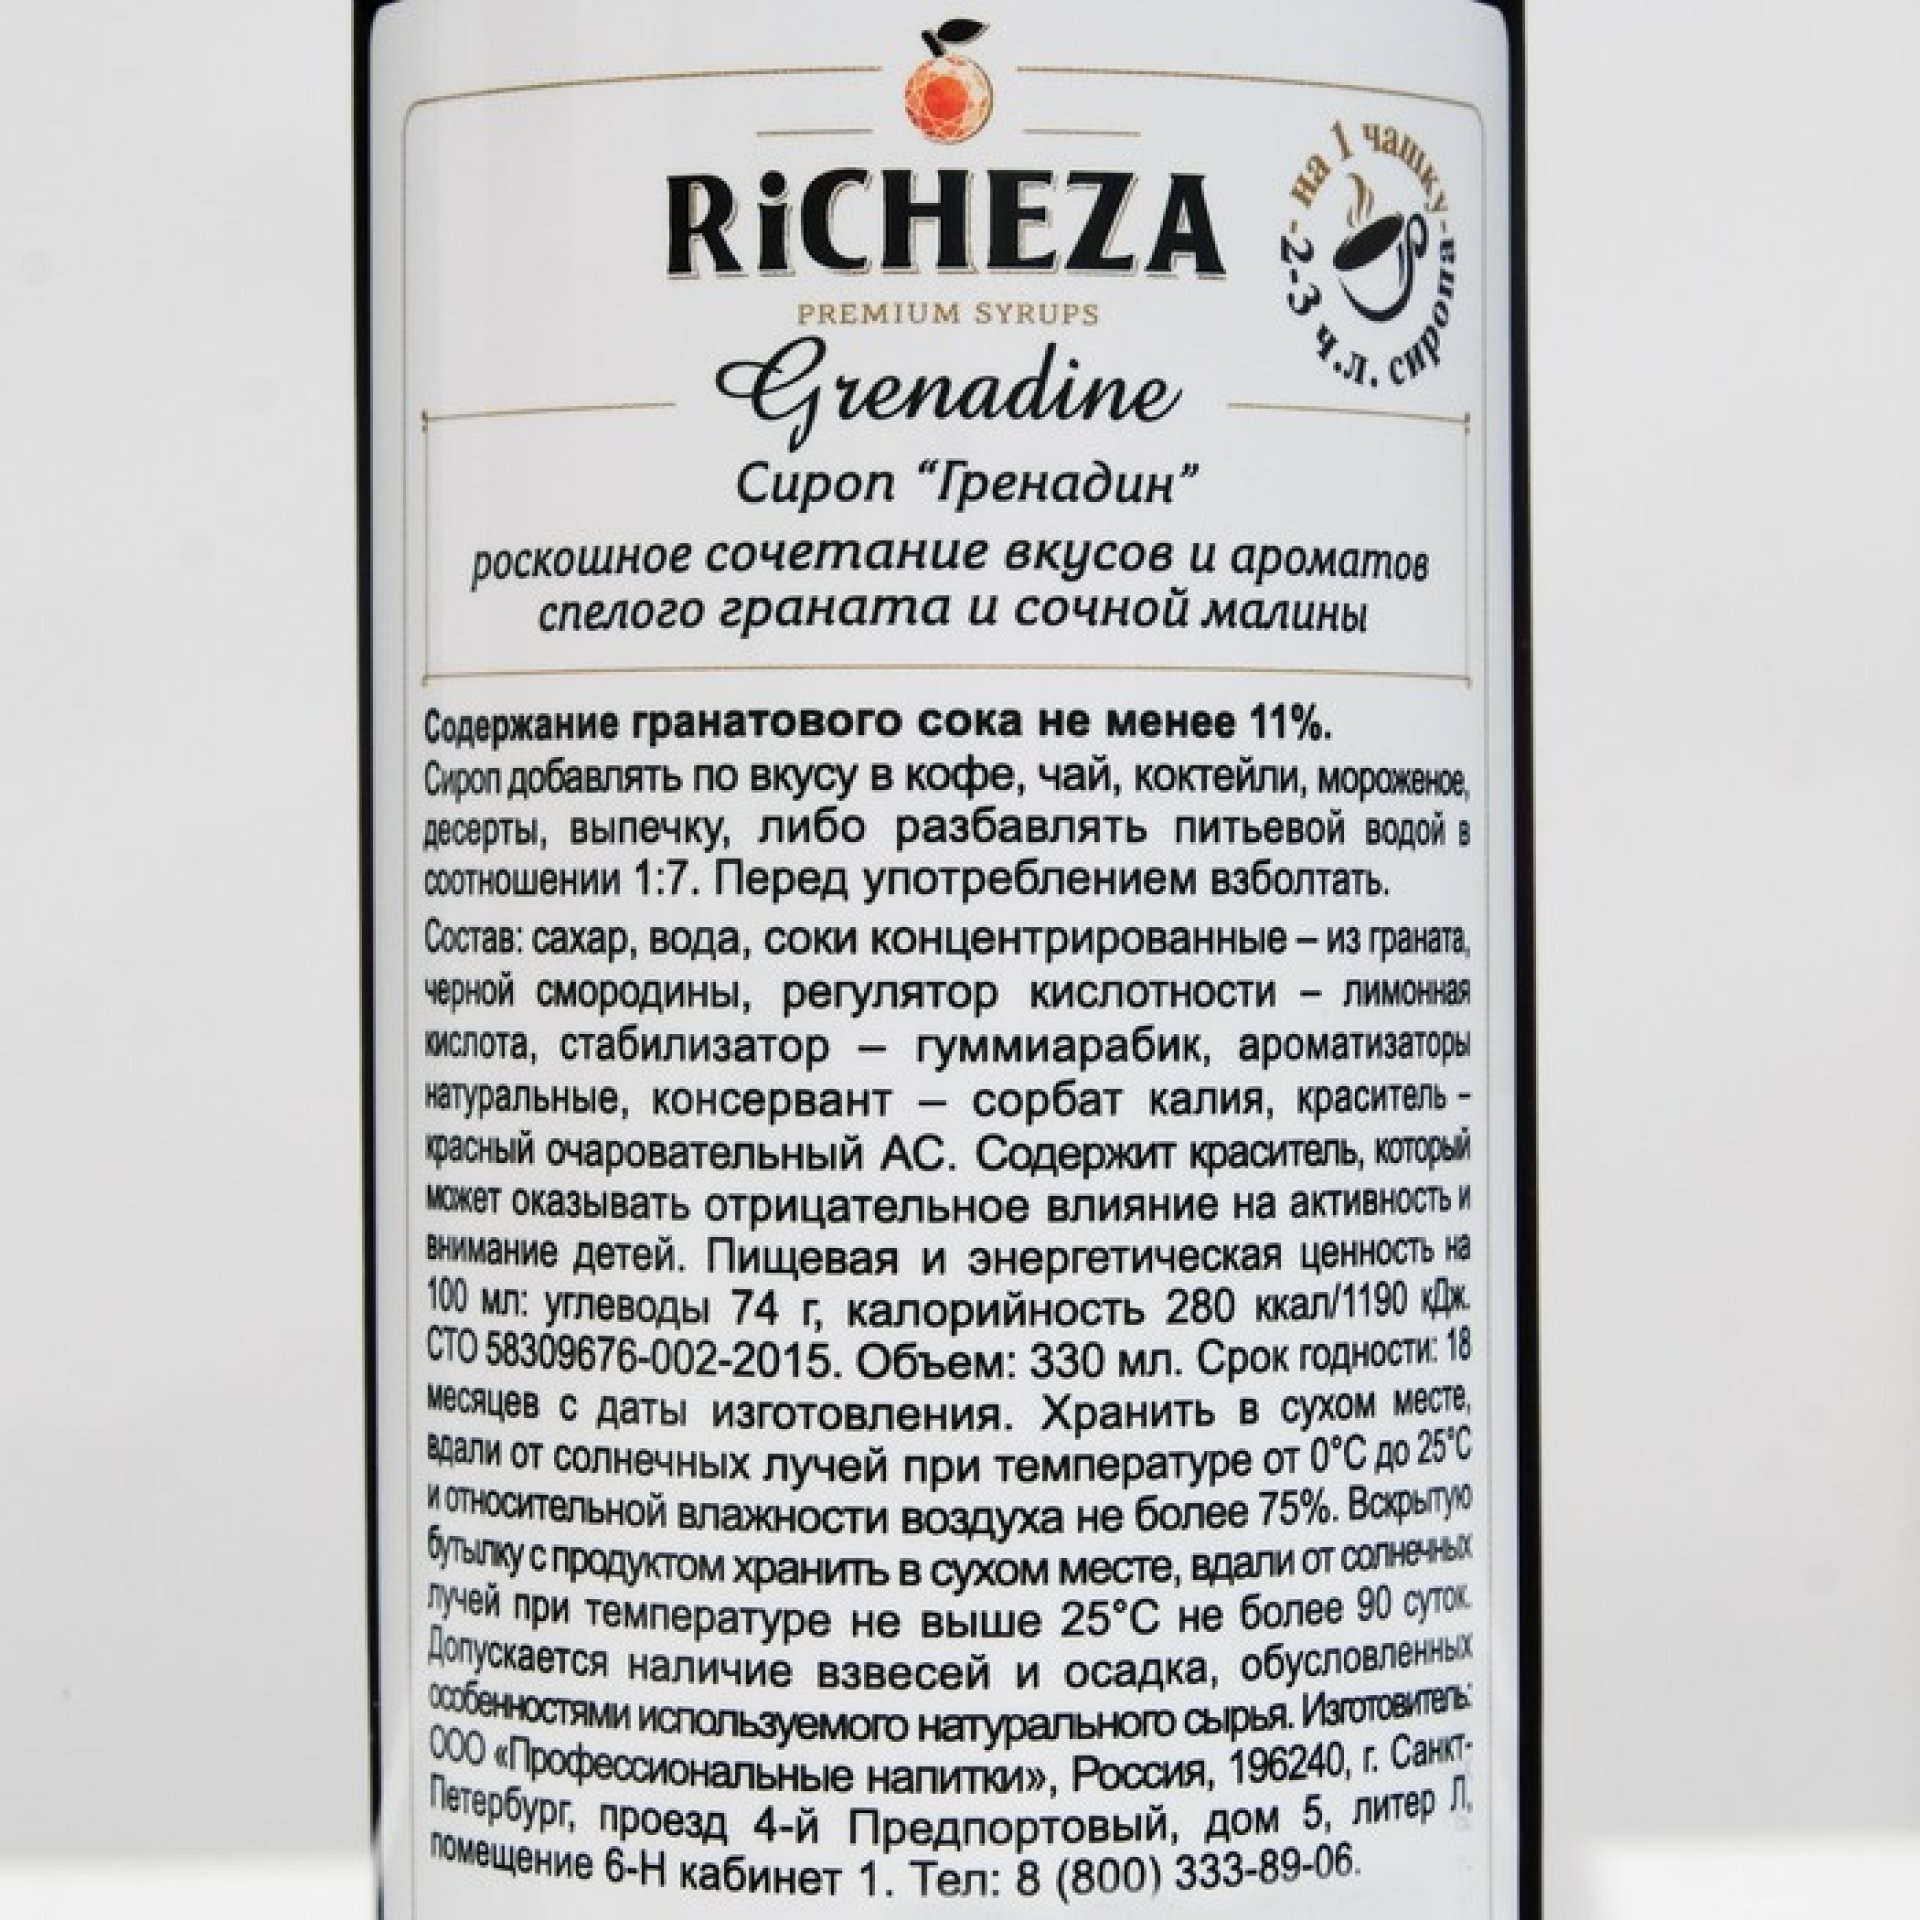 RiCHEZA
PREMIUM SYRUPS
-на 1 чашку-
2-3 ч.л. сиропа
Grenadine
Сироп “Гренадин”
роскошное сочетание вкусов и ароматов
спелого граната и сочной малины
Содержание гранатового сока не менее 11%.
Сироп добавлять по вкусу в кофе, чай, коктейли, мороженое,
десерты, выпечку, либо разбавлять питьевой водой в
соотношении 1:7. Перед употреблением взболтать.
Состав: сахар, вода, соки концентрированные – из граната,
черной смородины, регулятор кислотности – лимонная
кислота, стабилизатор – гуммиарабик, ароматизаторы
натуральные, консервант – сорбат калия, краситель –
красный очаровательный АС. Содержит краситель, который
может оказывать отрицательное влияние на активность и
внимание детей. Пищевая и энергетическая ценность на
100 мл: углеводы 74 г, калорийность 280 ккал/1190 кДж.
СТО 58309676-002-2015. Объем: 330 мл. Срок годности: 18
месяцев с даты изготовления. Хранить в сухом месте,
вдали от солнечных лучей при температуре от 0°С до 25°С
и относительной влажности воздуха не более 75%. Вскрытую
бутылку с продуктом хранить в сухом месте, вдали от солнечных
лучей при температуре не выше 25°С не более 90 суток.
Допускается наличие взвесей и осадка, обусловленных
особенностями используемого натурального сырья. Изготовитель:
ООО «Профессиональные напитки», Россия, 196240, г. Санкт-
Петербург, проезд 4-й Предпортовый, дом 5, литер Л,
помещение 6-Н кабинет 1. Тел: 8 (800) 333-89-06.